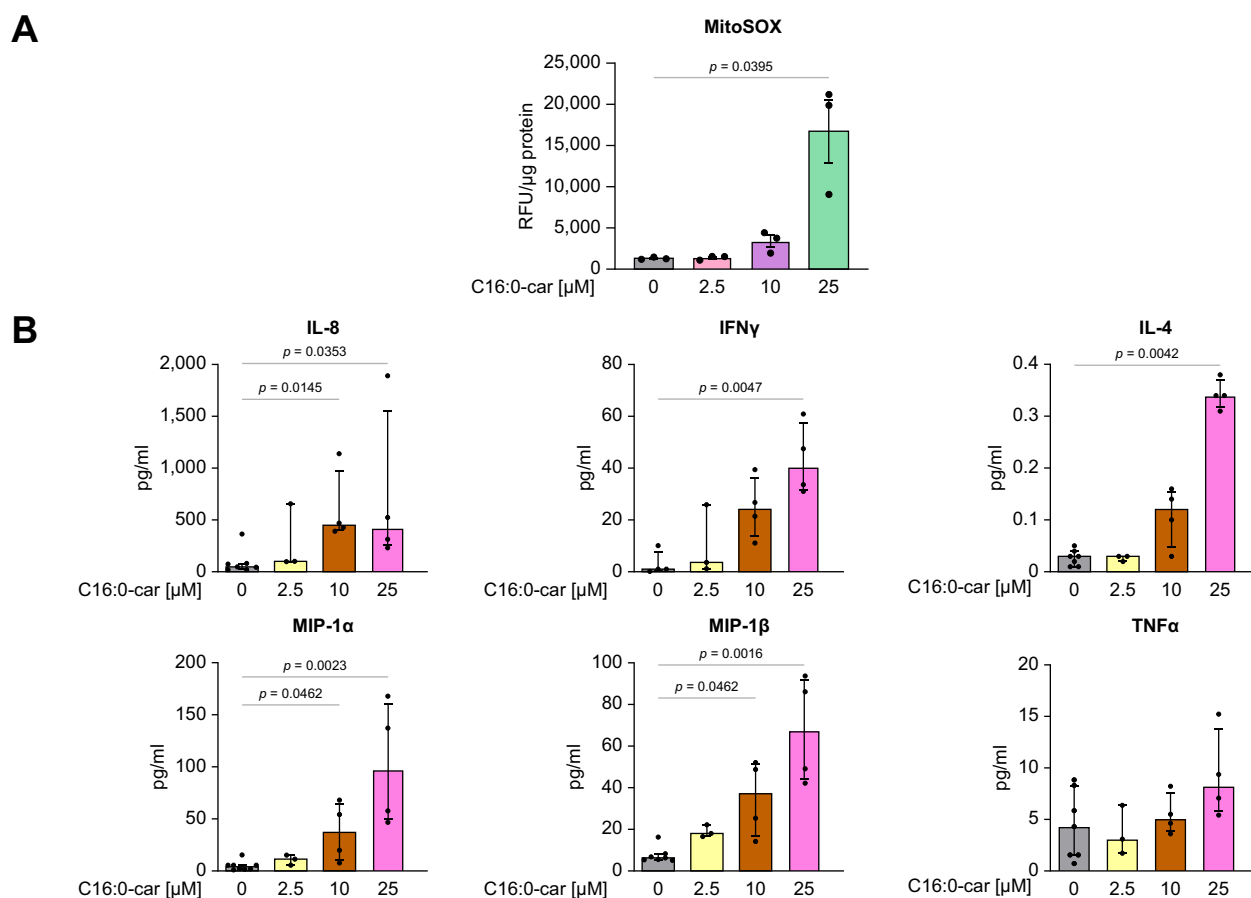 A
MitoSOX
p = 0.0395
25,000
20,000
15,000
10,000
5,000
0
RFU/µg protein
C16:0-car [µM] 0 2.5 10 25
B
IL-8
p = 0.0353
p = 0.0145
2,000
1,500
1,000
500
0
pg/ml
C16:0-car [µM] 0 2.5 10 25
IFNγ
p = 0.0047
80
60
40
20
0
pg/ml
C16:0-car [µM] 0 2.5 10 25
IL-4
p = 0.0042
0.4
0.3
0.2
0.1
0
pg/ml
C16:0-car [µM] 0 2.5 10 25
MIP-1α
p = 0.0023
p = 0.0462
200
150
100
50
0
pg/ml
C16:0-car [µM] 0 2.5 10 25
MIP-1β
p = 0.0016
p = 0.0462
100
80
60
40
20
0
pg/ml
C16:0-car [µM] 0 2.5 10 25
TNFα
20
15
10
5
0
pg/ml
C16:0-car [µM] 0 2.5 10 25